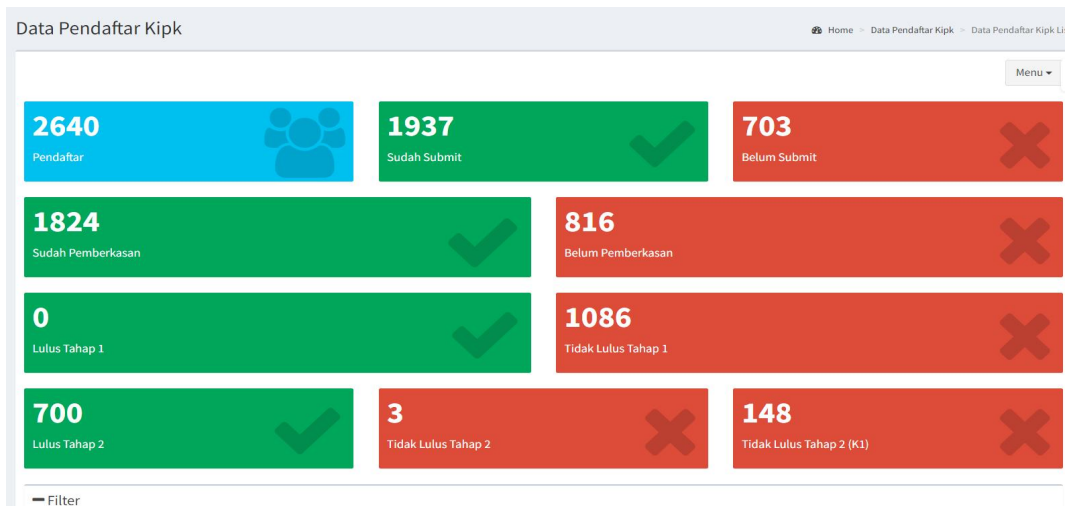 Data Pendaftar Kipk
Home > Data Pendaftar Kipk > Data Pendaftar Kipk Li
Menu
2640
Pendaftar
1937
Sudah Submit
703
Belum Submit
1824
Sudah Pemberkasan
816
Belum Pemberkasan
0
Lulus Tahap 1
1086
Tidak Lulus Tahap 1
700
Lulus Tahap 2
3
Tidak Lulus Tahap 2
148
Tidak Lulus Tahap 2 (K1)
Filter